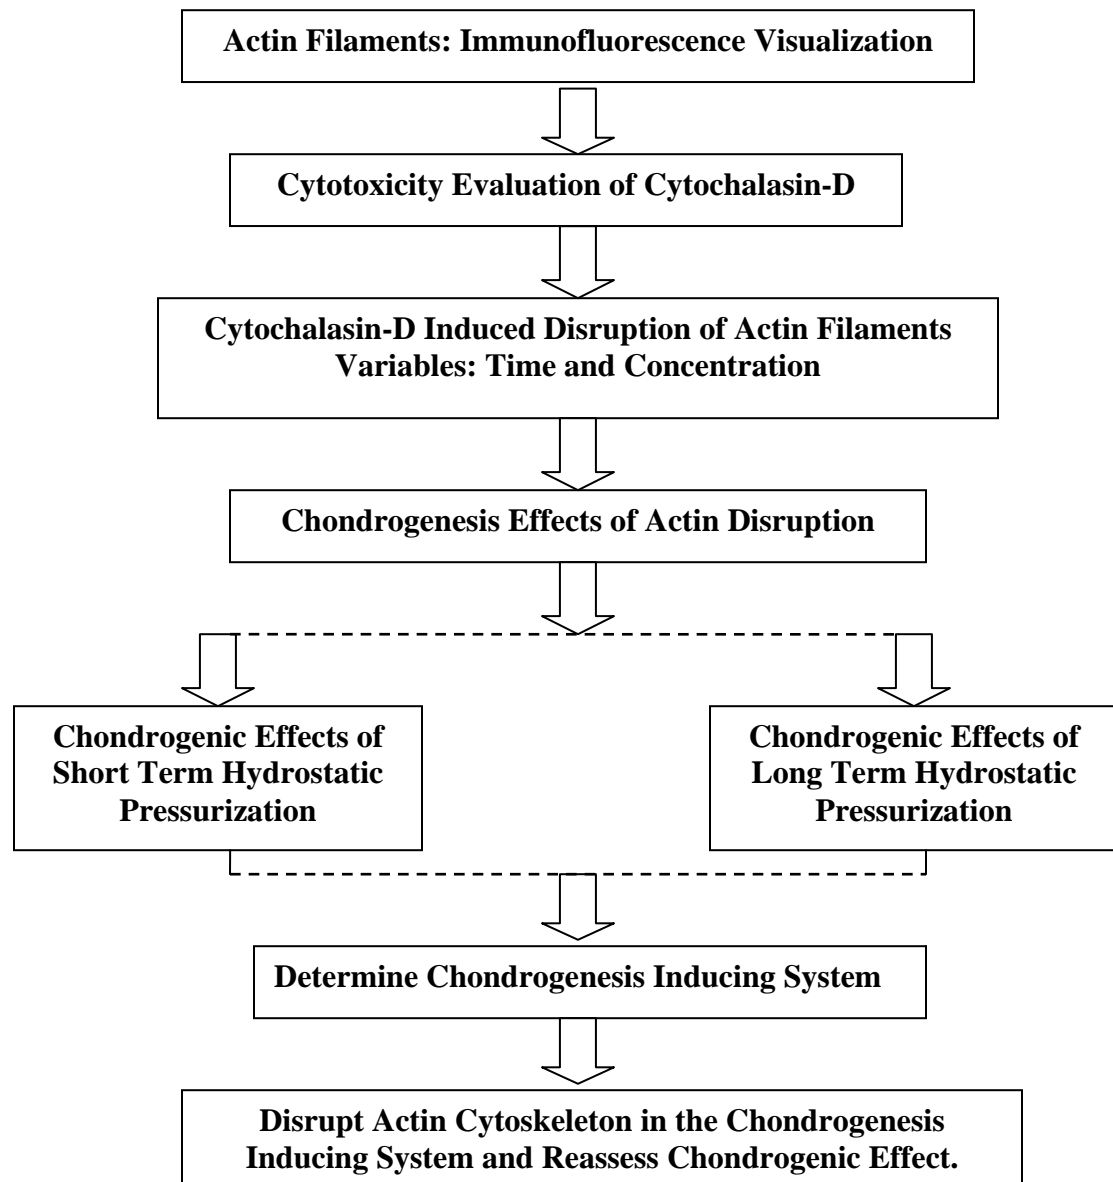 Actin Filaments: Immunofluorescence Visualization
Cytotoxicity Evaluation of Cytochalasin-D
Cytochalasin-D Induced Disruption of Actin Filaments
Variables: Time and Concentration
Chondrogenesis Effects of Actin Disruption
Chondrogenic Effects of
Short Term Hydrostatic
Pressurization
Chondrogenic Effects of
Long Term Hydrostatic
Pressurization
Determine Chondrogenesis Inducing System
Disrupt Actin Cytoskeleton in the Chondrogenesis
Inducing System and Reassess Chondrogenic Effect.